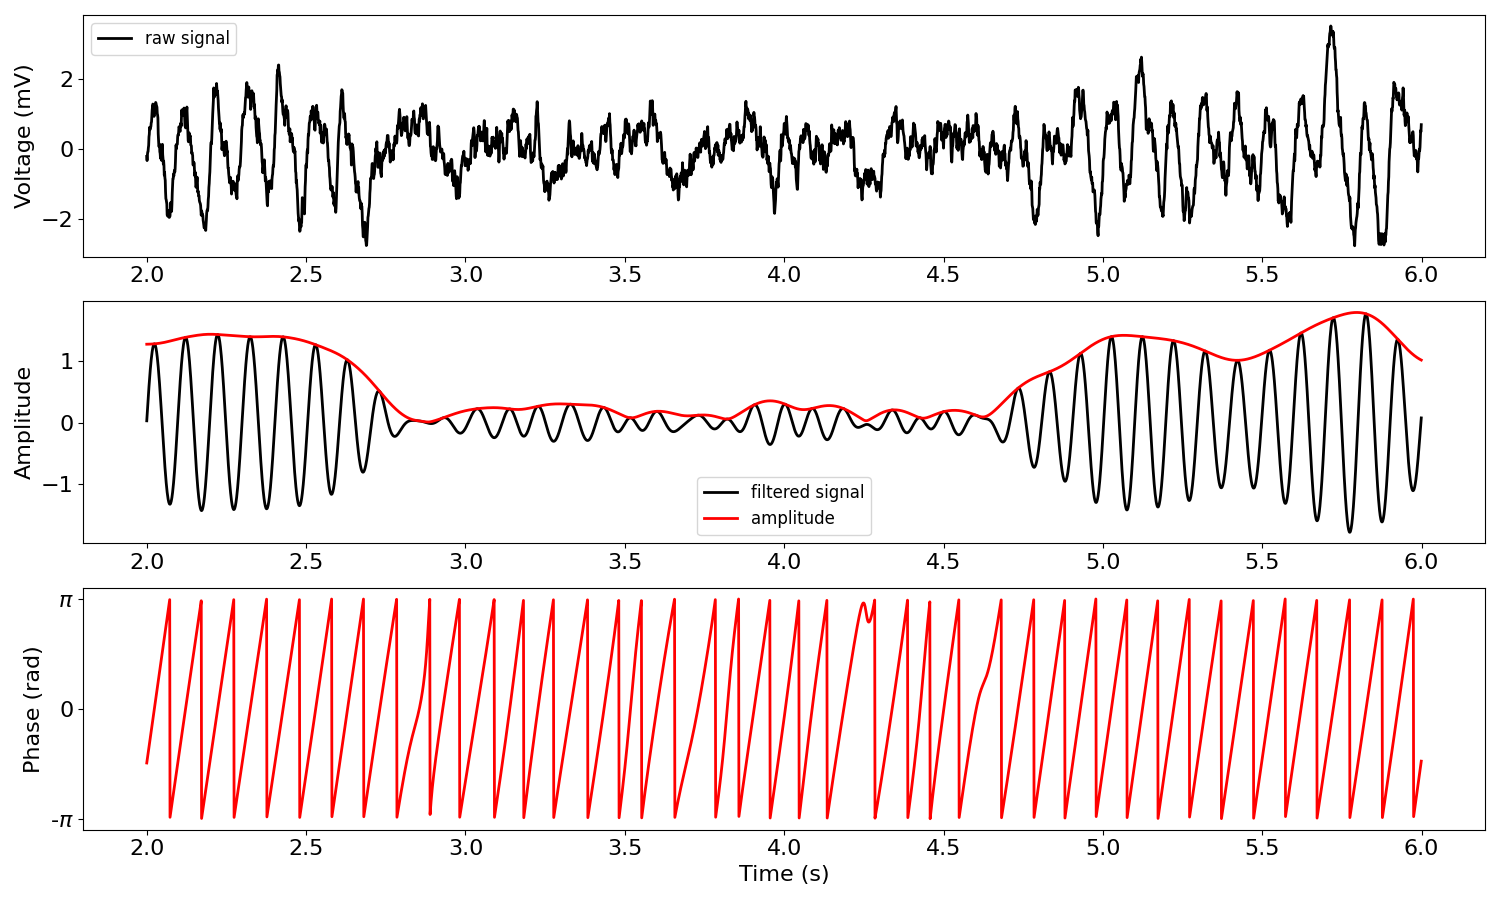 raw signal
Voltage (mV)
2
0
−2
2.0 2.5 3.0 3.5 4.0 4.5 5.0 5.5 6.0
Amplitude
1
0
−1
filtered signal
amplitude
2.0 2.5 3.0 3.5 4.0 4.5 5.0 5.5 6.0
Phase (rad)
π
0
-π
2.0 2.5 3.0 3.5 4.0 4.5 5.0 5.5 6.0
Time (s)